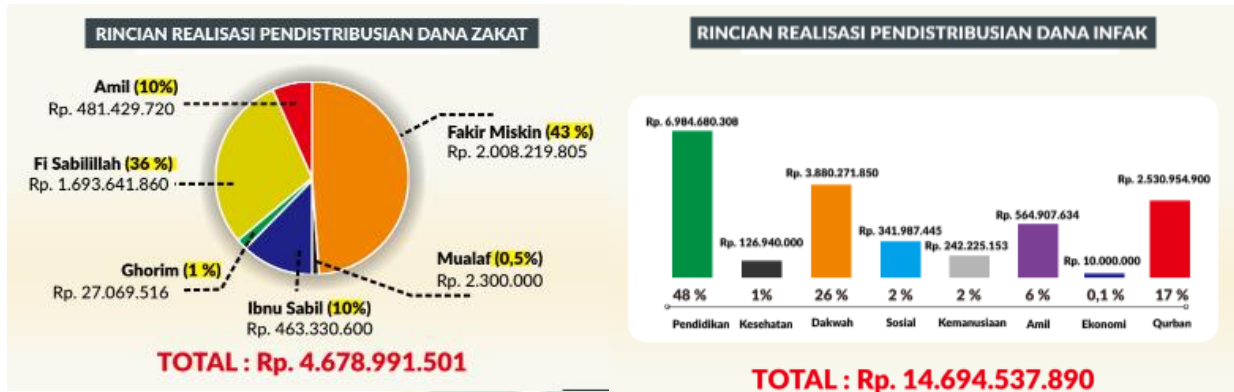 RINCIAN REALISASI PENDISTRIBUSIAN DANA ZAKAT
Amil (10%)
Rp. 481.429.720
Fakir Miskin (43 %)
Rp. 2.008.219.805
Fi Sabilillah (36 %)
Rp. 1.693.641.860
Ghorim (1 %)
Rp. 27.069.516
Mualaf (0,5%)
Rp. 2.300.000
Ibnu Sabil (10%)
Rp. 463.330.600
TOTAL : Rp. 4.678.991.501
RINCIAN REALISASI PENDISTRIBUSIAN DANA INFAK
Rp. 6.984.680.308
Rp. 126.940.000
Rp. 3.880.271.850
Rp. 341.987.445
Rp. 242.225.153
Rp. 564.907.634
Rp. 10.000.000
Rp. 2.530.954.900
48 % 1% 26 % 2 % 2 % 6 % 0,1 % 17 %
Pendidikan Kesehatan Dakwah Sosial Kemanusiaan Amil Ekonomi Qurban
TOTAL : Rp. 14.694.537.890